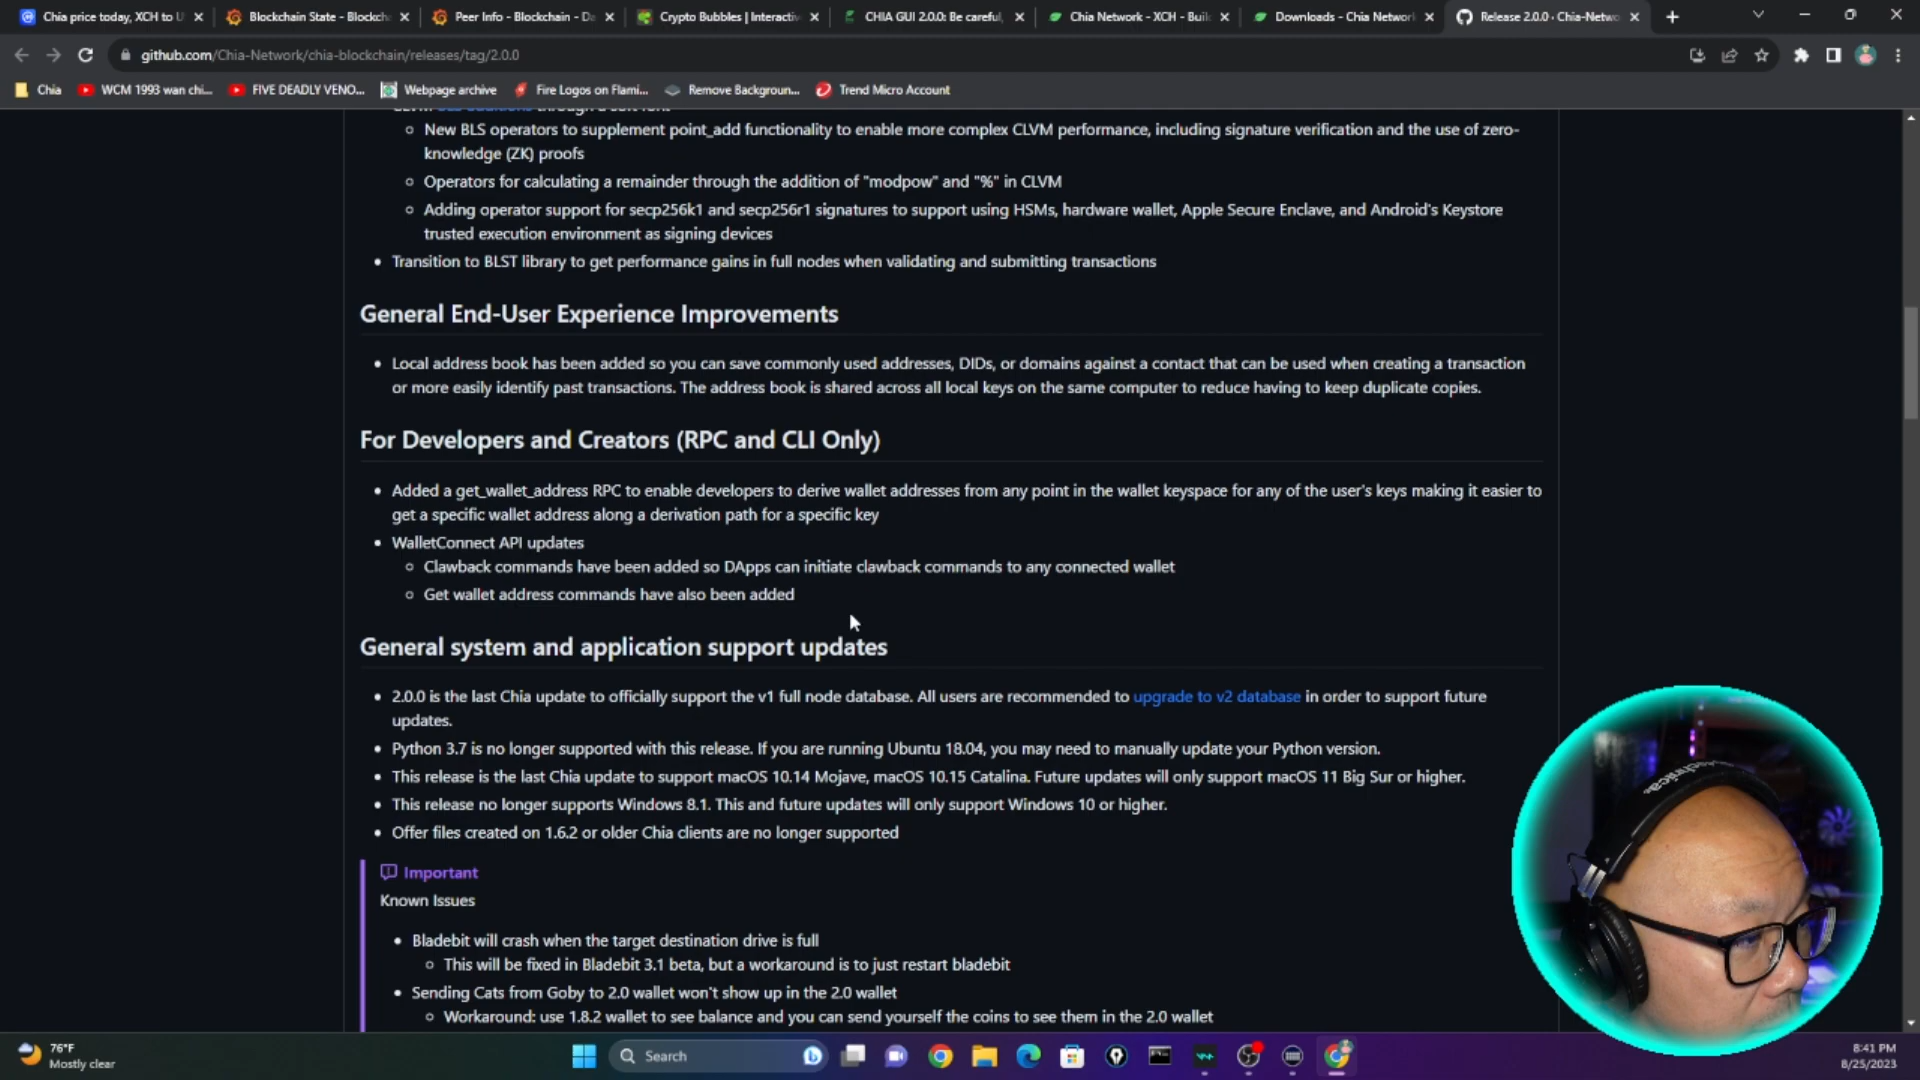 Chia price today, XCH to U
Blockchain State - Blockch
Peer Info - Blockchain - Da
Crypto Bubbles | Interactiv
CHIA GUI 2.0.0: Be careful,
Chia Network - XCH - Buil
Downloads - Chia Network
Release 2.0.0 · Chia-Netwo
github.com/Chia-Network/chia-blockchain/releases/tag/2.0.0
Chia
WCM 1993 wan chi...
FIVE DEADLY VENO...
Webpage archive
Fire Logos on Flami...
Remove Backgroun...
Trend Micro Account
New BLS operators to supplement point_add functionality to enable more complex CLVM performance, including signature verification and the use of zero-
knowledge (ZK) proofs
Operators for calculating a remainder through the addition of "modpow" and "%" in CLVM
Adding operator support for secp256k1 and secp256r1 signatures to support using HSMs, hardware wallet, Apple Secure Enclave, and Android's Keystore
trusted execution environment as signing devices
Transition to BLST library to get performance gains in full nodes when validating and submitting transactions
General End-User Experience Improvements
Local address book has been added so you can save commonly used addresses, DIDs, or domains against a contact that can be used when creating a transaction
or more easily identify past transactions. The address book is shared across all local keys on the same computer to reduce having to keep duplicate copies.
For Developers and Creators (RPC and CLI Only)
Added a get_wallet_address RPC to enable developers to derive wallet addresses from any point in the wallet keyspace for any of the user's keys making it easier to
get a specific wallet address along a derivation path for a specific key
WalletConnect API updates
Clawback commands have been added so DApps can initiate clawback commands to any connected wallet
Get wallet address commands have also been added
General system and application support updates
2.0.0 is the last Chia update to officially support the v1 full node database. All users are recommended to upgrade to v2 database in order to support future
updates.
Python 3.7 is no longer supported with this release. If you are running Ubuntu 18.04, you may need to manually update your Python version.
This release is the last Chia update to support macOS 10.14 Mojave, macOS 10.15 Catalina. Future updates will only support macOS 11 Big Sur or higher.
This release no longer supports Windows 8.1. This and future updates will only support Windows 10 or higher.
Offer files created on 1.6.2 or older Chia clients are no longer supported
Important
Known Issues
Bladebit will crash when the target destination drive is full
This will be fixed in Bladebit 3.1 beta, but a workaround is to just restart bladebit
Sending Cats from Goby to 2.0 wallet won't show up in the 2.0 wallet
Workaround: use 1.8.2 wallet to see balance and you can send yourself the coins to see them in the 2.0 wallet
76°F
Mostly clear
Search
8:41 PM
8/25/2023